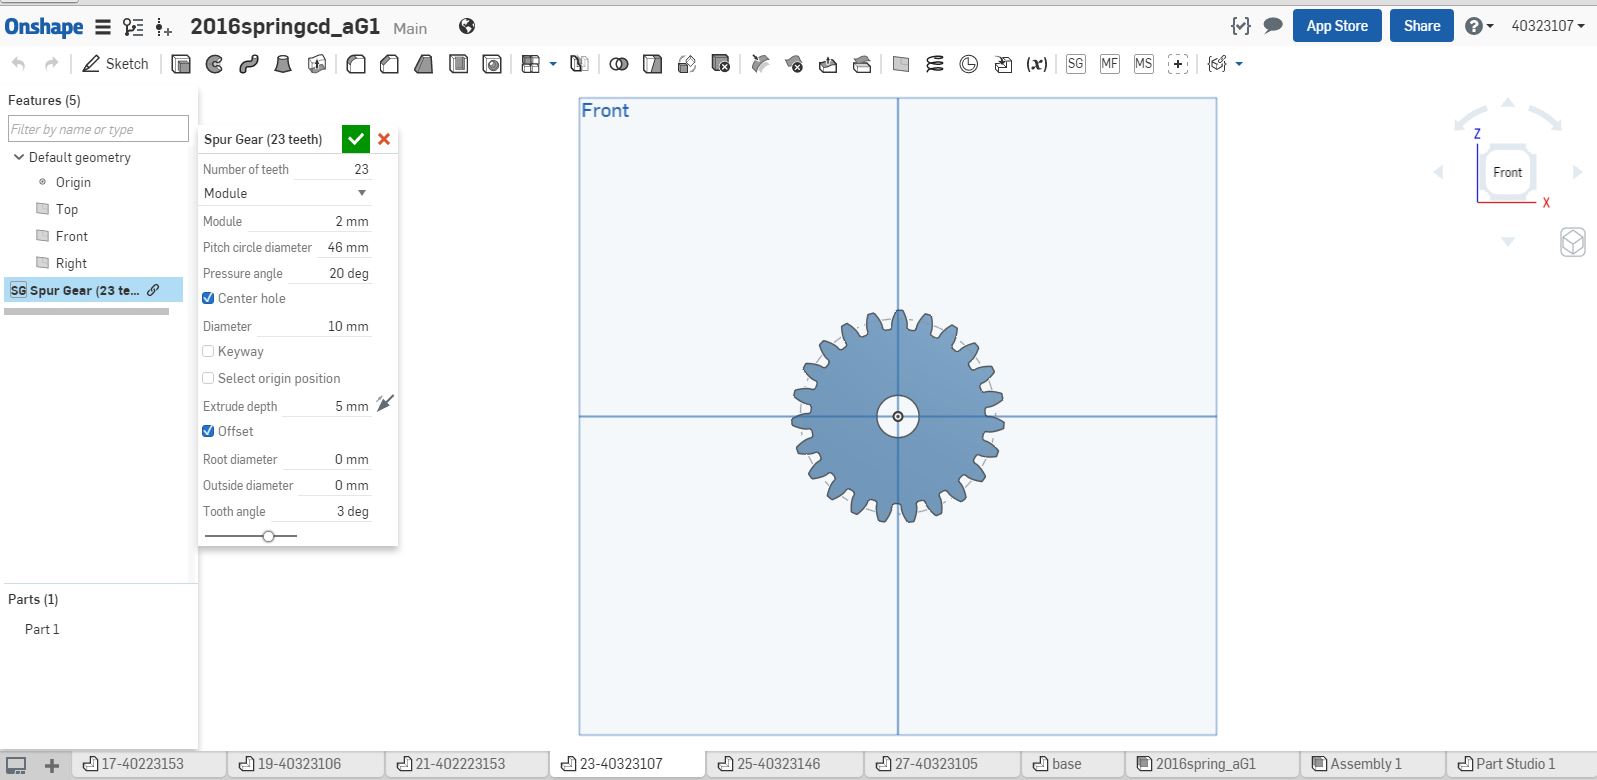 Onshape 2016springcd_aG1 Main App Store Share ? 40323107
Sketch (x) SG MF MS
Features (5)
Filter by name or type
Default geometry
Origin
Top
Front
Right
SG Spur Gear (23 te...
Parts (1)
Part 1
Spur Gear (23 teeth)
Number of teeth 23
Module
Module 2 mm
Pitch circle diameter 46 mm
Pressure angle 20 deg
Center hole
Diameter 10 mm
Keyway
Select origin position
Extrude depth 5 mm
Offset
Root diameter 0 mm
Outside diameter 0 mm
Tooth angle 3 deg
Front
Z
Front
X
17-40223153 19-40323106 21-402223153 23-40323107 25-40323146 27-40323105 base 2016spring_aG1 Assembly 1 Part Studio 1